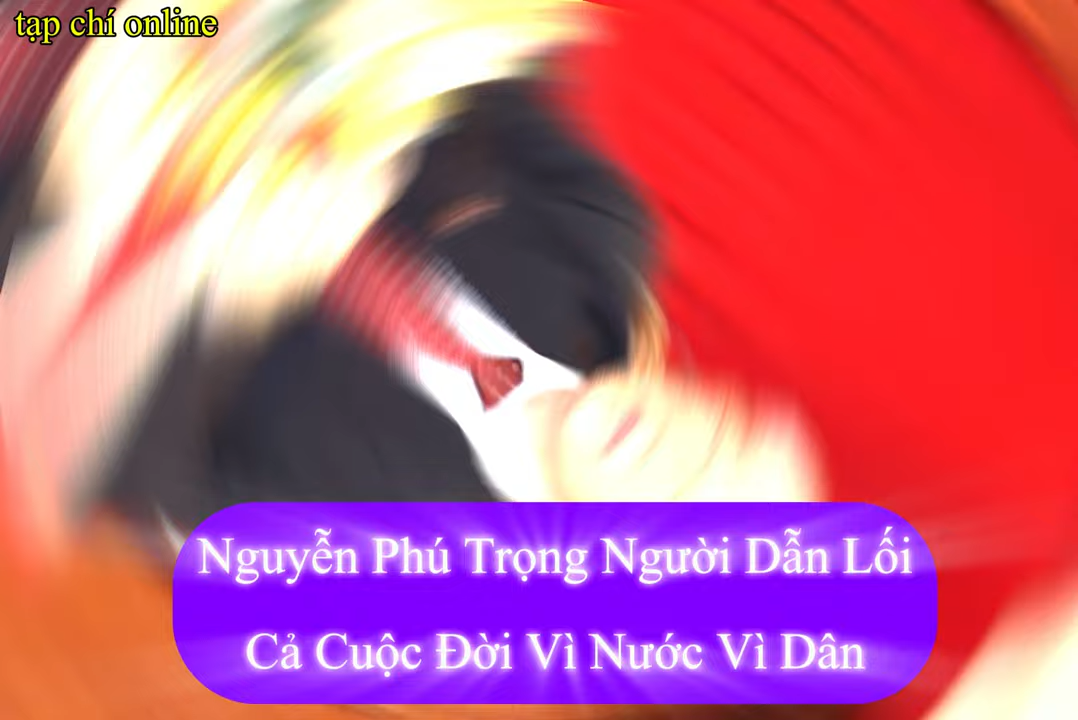 tạp chí online
Nguyễn Phú Trọng Người Dẫn Lối
Cả Cuộc Đời Vì Nước Vì Dân